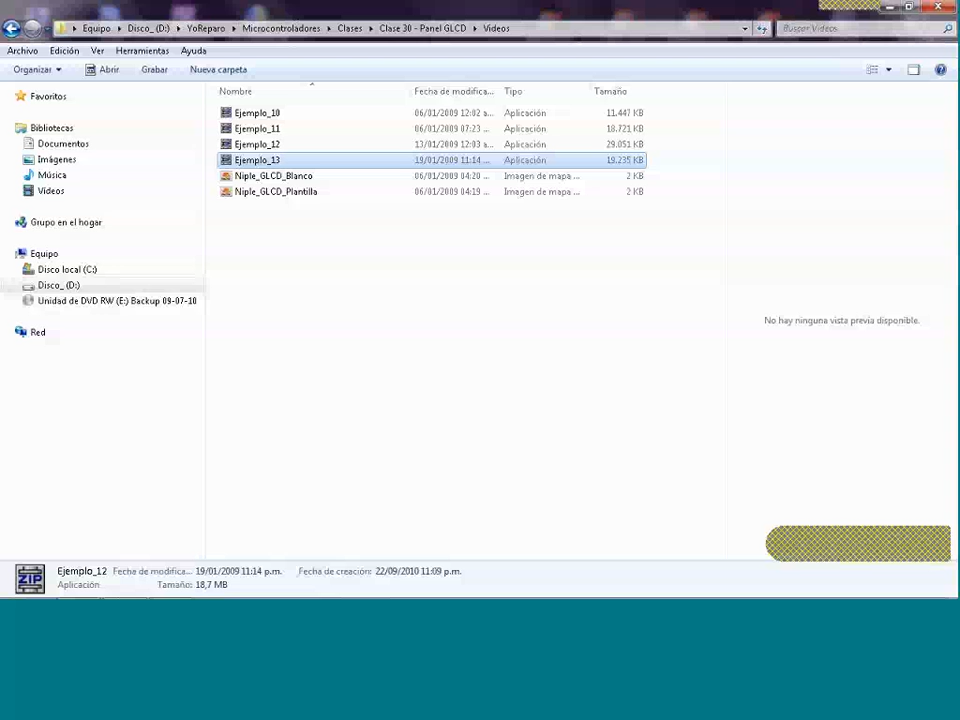 Equipo ▸ Disco_ (D:) ▸ YoReparo ▸ Microcontroladores ▸ Clases ▸ Clase 30 - Panel GLCD ▸ Videos
Buscar Videos
Archivo Edición Ver Herramientas Ayuda
Organizar Abrir Grabar Nueva carpeta
Nombre Fecha de modifica... Tipo Tamaño
Favoritos
Bibliotecas
Documentos
Imágenes
Música
Vídeos
Grupo en el hogar
Equipo
Disco local (C:)
Disco_ (D:)
Unidad de DVD RW (E:) Backup 09-07-10
Red
Ejemplo_10 06/01/2009 12:02 a... Aplicación 11.447 KB
Ejemplo_11 06/01/2009 07:23 ... Aplicación 18.721 KB
Ejemplo_12 13/01/2009 12:03 a... Aplicación 29.051 KB
Ejemplo_13 19/01/2009 11:14 ... Aplicación 19.235 KB
Niple_GLCD_Blanco 06/01/2009 04:20 ... Imagen de mapa ... 2 KB
Niple_GLCD_Plantilla 06/01/2009 04:19 ... Imagen de mapa ... 2 KB
No hay ninguna vista previa disponible.
ZIP
Ejemplo_12 Fecha de modifica... 19/01/2009 11:14 p.m. Fecha de creación: 22/09/2010 11:09 p.m.
Aplicación Tamaño: 18,7 MB